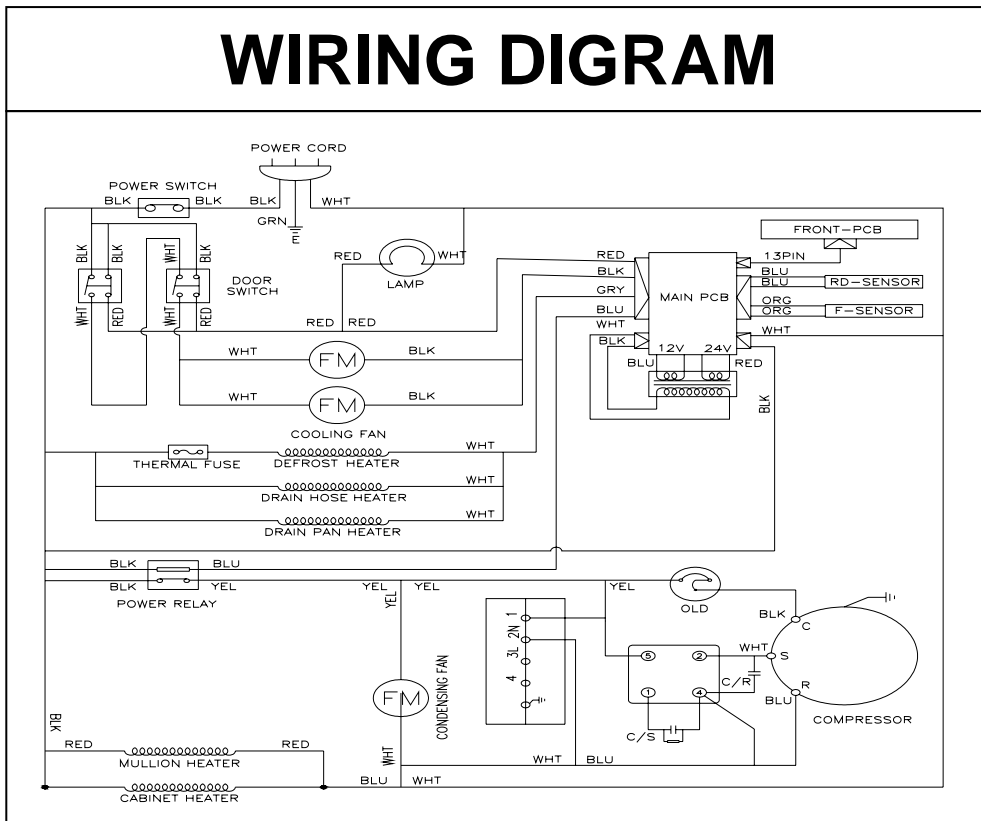 WIRING DIGRAM
POWER CORD
POWER SWITCH
BLK BLK BLK WHT
GRN
E
BLK BLK WHT BLK
DOOR
SWITCH
WHT RED WHT RED
RED WHT
LAMP
RED RED
WHT FM BLK
WHT FM BLK
COOLING FAN
RED
BLK
GRY
BLU
WHT
BLK
MAIN PCB
12V 24V
BLU RED
BLK
FRONT-PCB
13PIN
BLU
BLU
RD-SENSOR
ORG
ORG
F-SENSOR
WHT
THERMAL FUSE
DEFROST HEATER
WHT
DRAIN HOSE HEATER
WHT
DRAIN PAN HEATER
WHT
BLK BLU
BLK YEL
POWER RELAY
YEL YEL YEL
YEL
OLD
1
2N
3L
4
5 2
1 4
C/R
C/S
BLK
C
WHT
S
R
BLU
COMPRESSOR
FM
CONDENSING FAN
WHT
WHT BLU
BLK
RED RED
MULLION HEATER
CABINET HEATER
BLU WHT